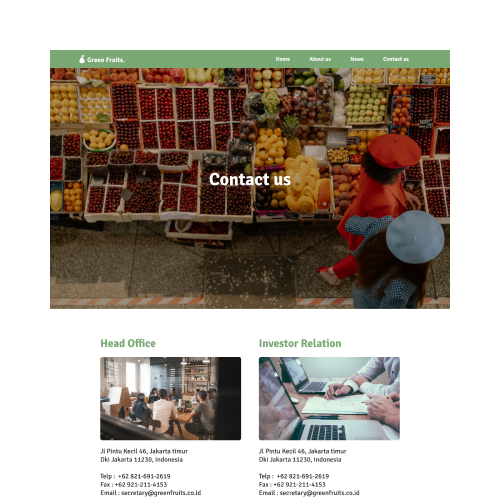 Green Fruits.
Home About us News Contact us
Contact us
Head Office
Jl Pintu Kecil 46, Jakarta timur
Dki Jakarta 11230, Indonesia
Telp : +62 821-691-2619
Fax : +62 921-211-4153
Email : secretary@greenfruits.co.id
Investor Relation
Jl Pintu Kecil 46, Jakarta timur
Dki Jakarta 11230, Indonesia
Telp : +62 821-691-2619
Fax : +62 921-211-4153
Email : secretary@greenfruits.co.id